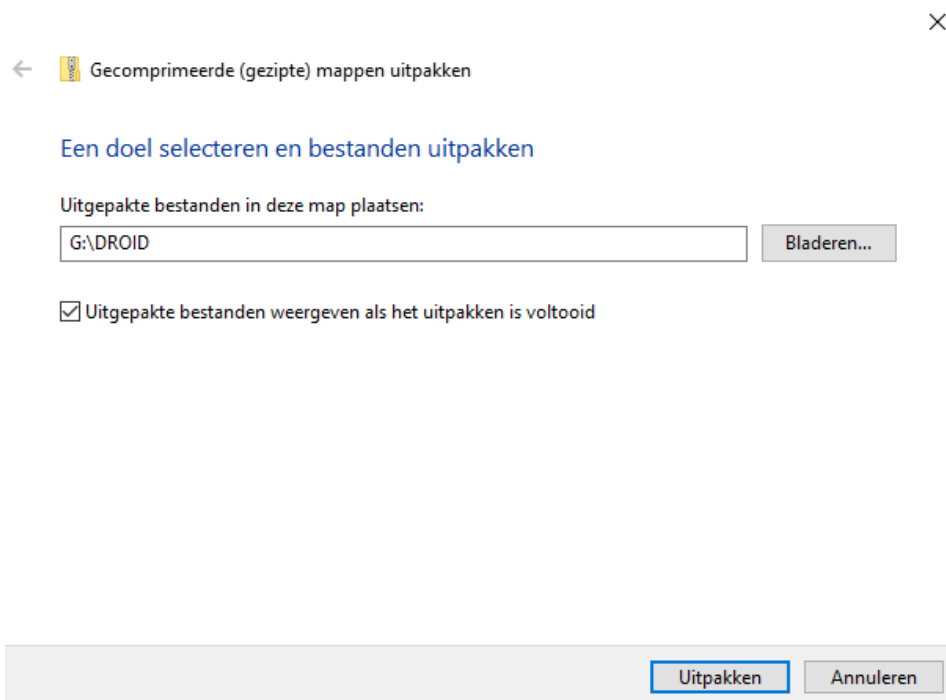 Gecomprimeerde (gezipte) mappen uitpakken
Een doel selecteren en bestanden uitpakken
Uitgepakte bestanden in deze map plaatsen:
G:\DROID
Bladeren...
Uitgepakte bestanden weergeven als het uitpakken is voltooid
Uitpakken
Annuleren